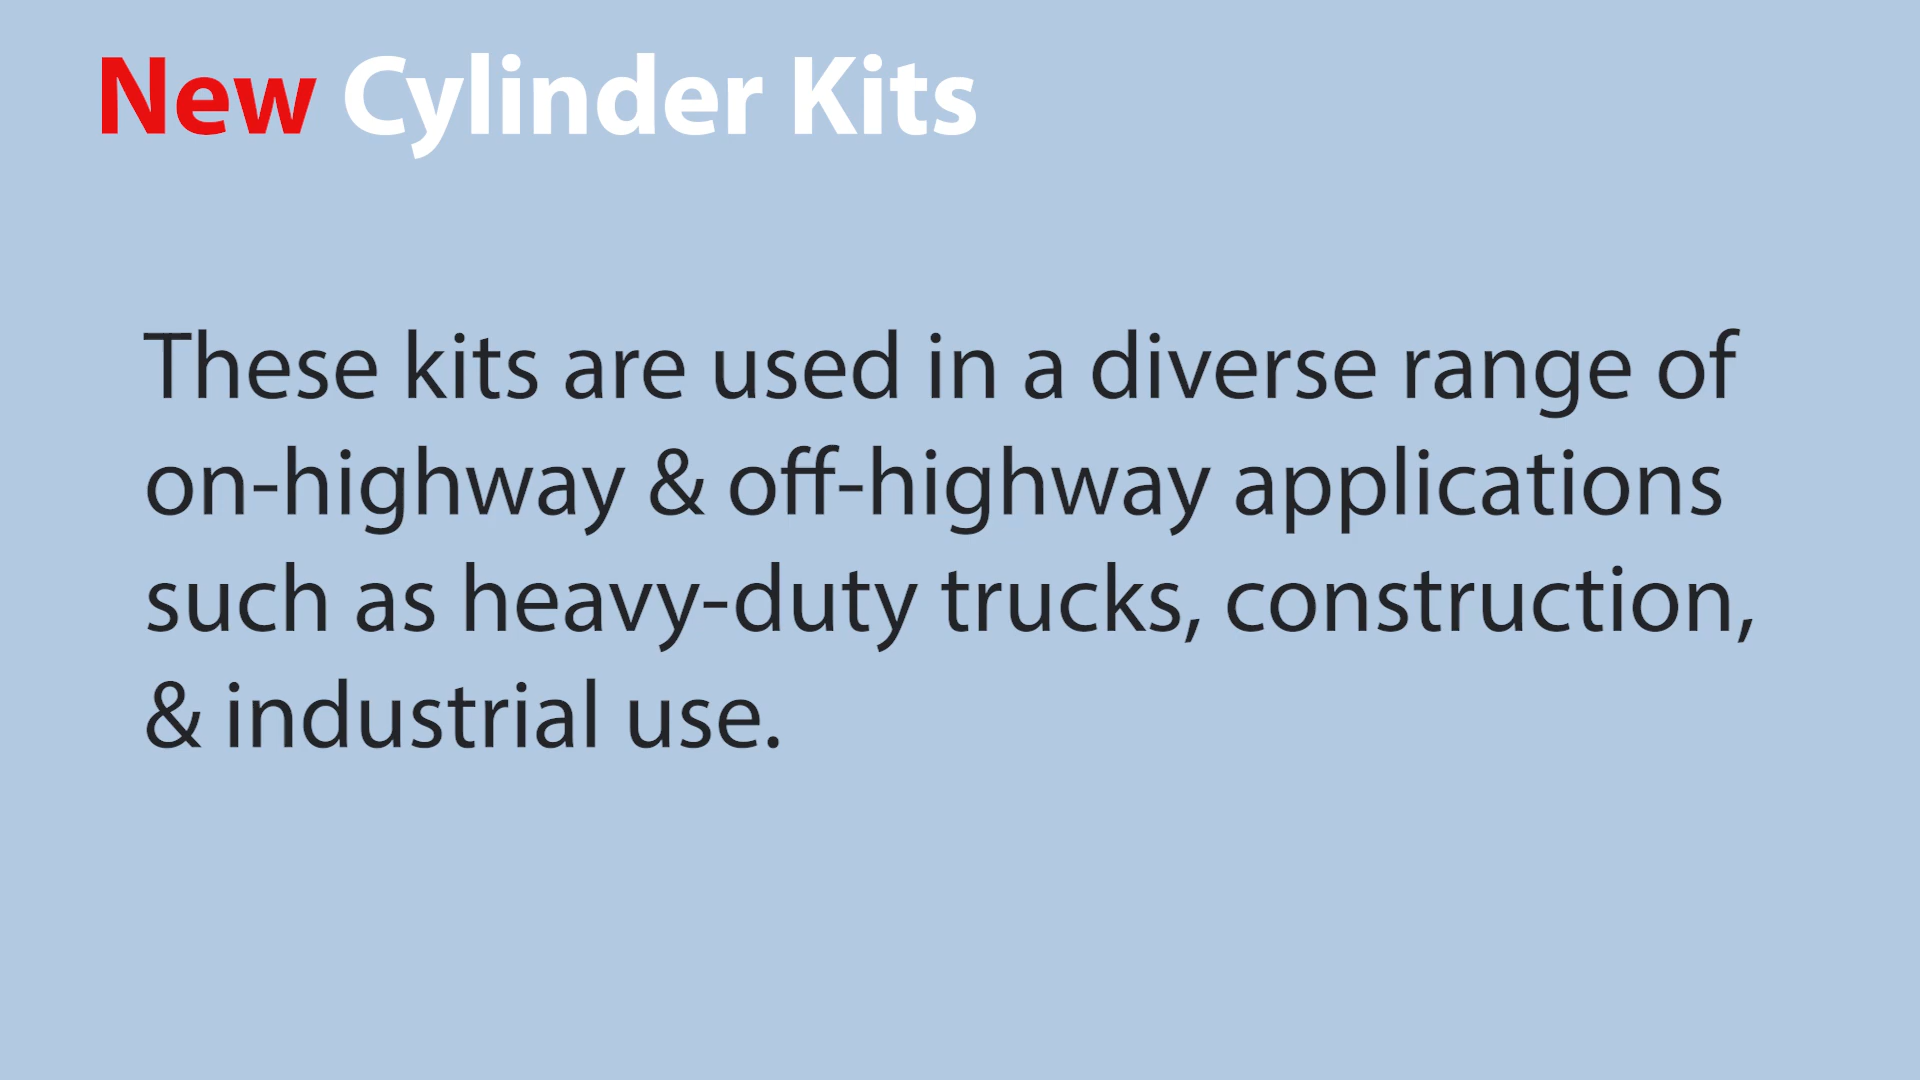 New Cylinder Kits
These kits are used in a diverse range of
on-highway & off-highway applications
such as heavy-duty trucks, construction,
& industrial use.